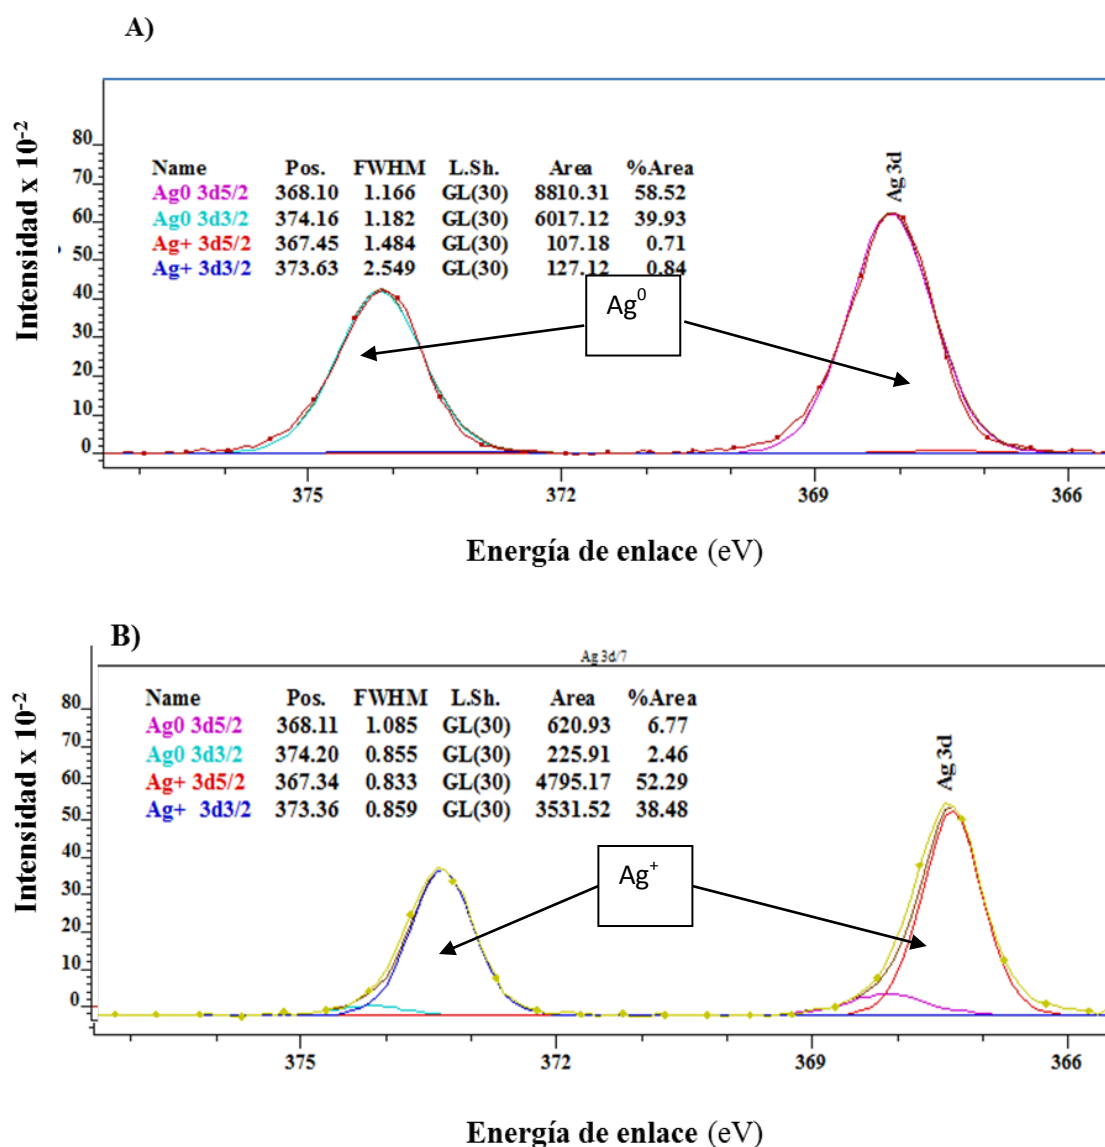 A)
Intensidad x 10⁻²
80
70
60
50
40
30
20
10
0
Name Pos. FWHM L.Sh. Area %Area
Ag0 3d5/2 368.10 1.166 GL(30) 8810.31 58.52
Ag0 3d3/2 374.16 1.182 GL(30) 6017.12 39.93
Ag+ 3d5/2 367.45 1.484 GL(30) 107.18 0.71
Ag+ 3d3/2 373.63 2.549 GL(30) 127.12 0.84
Ag 3d
Ag⁰
375 372 369 366
Energía de enlace (eV)
B)
Ag 3d/7
Intensidad x 10⁻²
80
70
60
50
40
30
20
10
0
Name Pos. FWHM L.Sh. Area %Area
Ag0 3d5/2 368.11 1.085 GL(30) 620.93 6.77
Ag0 3d3/2 374.20 0.855 GL(30) 225.91 2.46
Ag+ 3d5/2 367.34 0.833 GL(30) 4795.17 52.29
Ag+ 3d3/2 373.36 0.859 GL(30) 3531.52 38.48
Ag 3d
Ag⁺
375 372 369 366
Energía de enlace (eV)